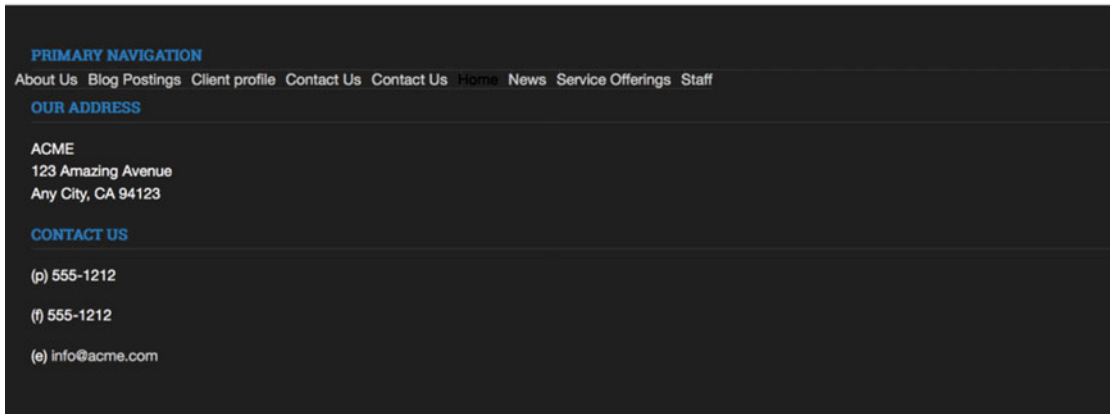 PRIMARY NAVIGATION
About Us Blog Postings Client profile Contact Us Contact Us Home News Service Offerings Staff
OUR ADDRESS
ACME
123 Amazing Avenue
Any City, CA 94123
CONTACT US
(p) 555-1212
(f) 555-1212
(e) info@acme.com